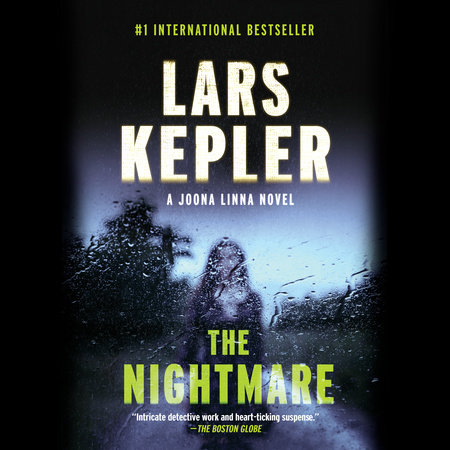 #1 INTERNATIONAL BESTSELLER
LARS
KEPLER
A JOONA LINNA NOVEL
THE
NIGHTMARE
"Intricate detective work and heart-ticking suspense."
—THE BOSTON GLOBE